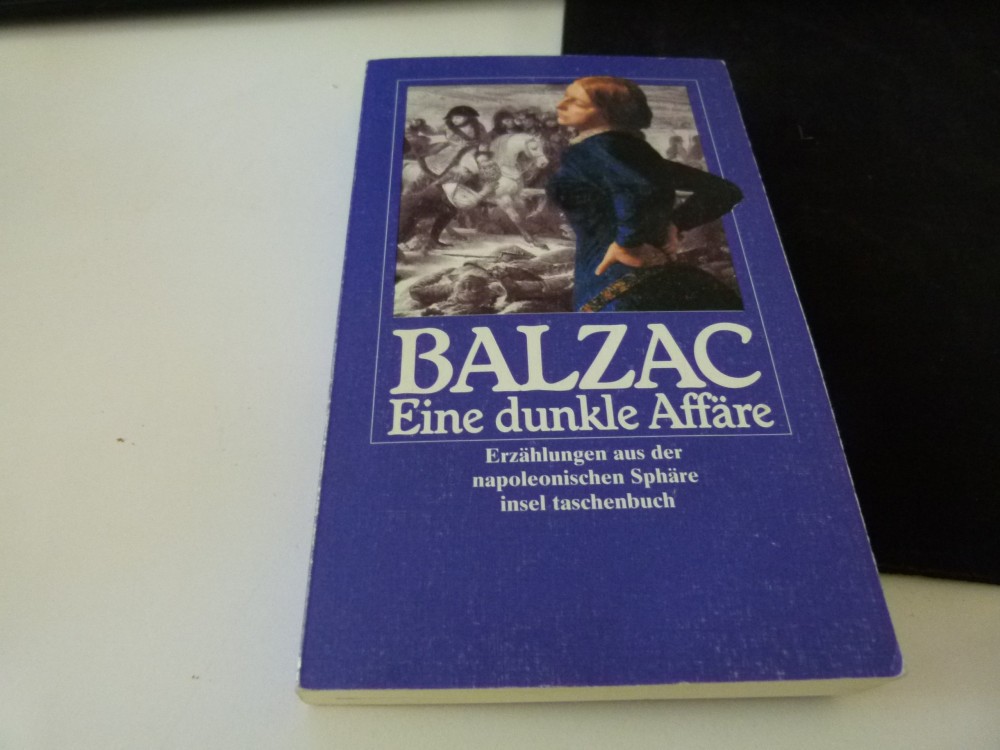 BALZAC
Eine dunkle Affäre
Erzählungen aus der
napoleonischen Sphäre
insel taschenbuch